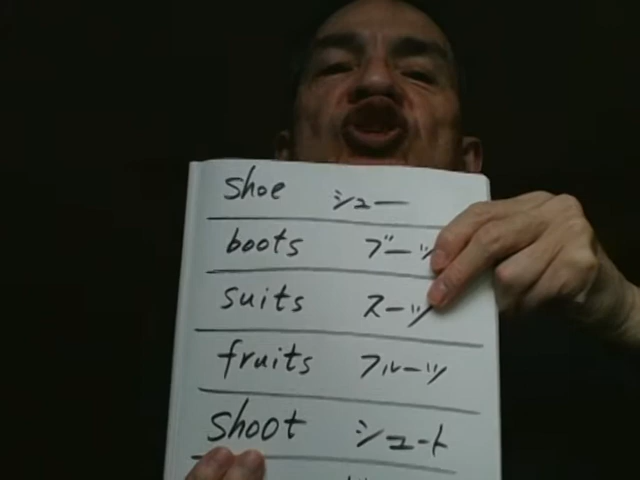 shoe シュー
boots ブーツ
suits スーツ
fruits フルーツ
shoot シュート